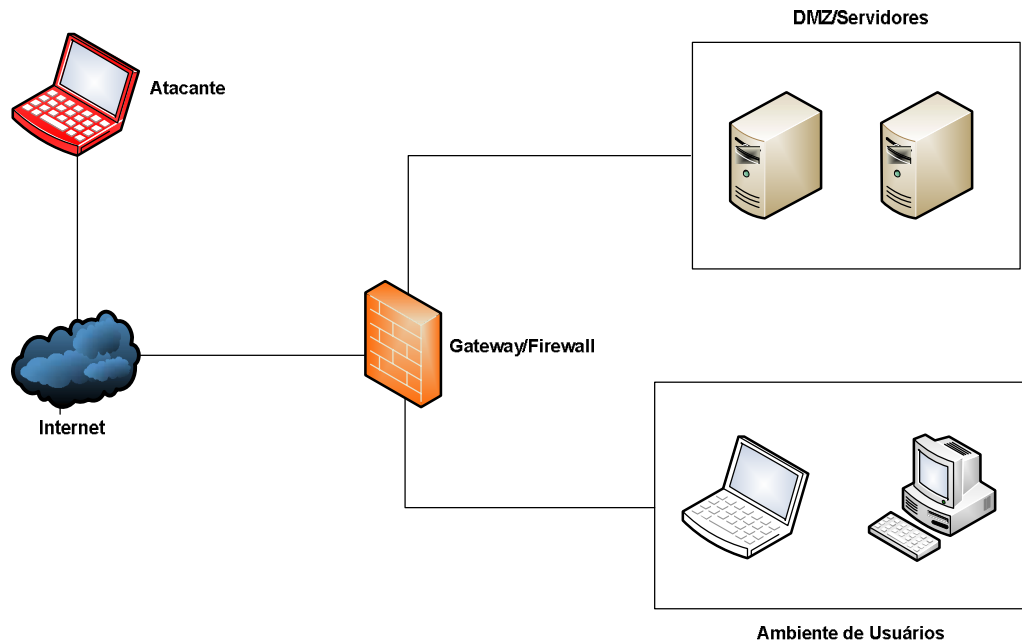 DMZ/Servidores
Atacante
Gateway/Firewall
Internet
Ambiente de Usuários